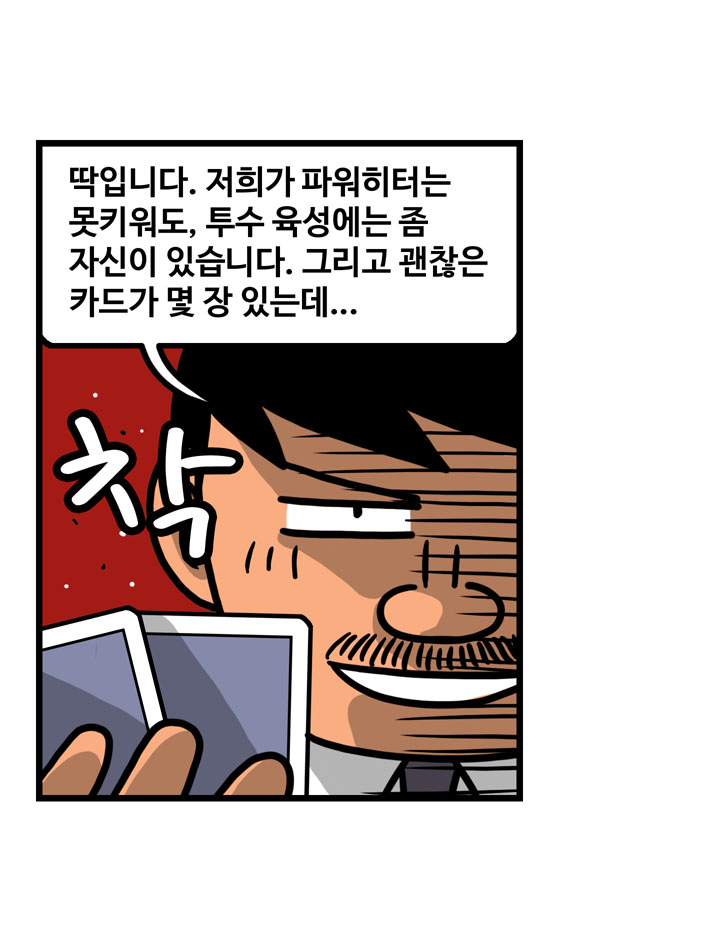 딱입니다. 저희가 파워히터는
못키워도, 투수 육성에는 좀
자신이 있습니다. 그리고 괜찮은
카드가 몇 장 있는데...
착